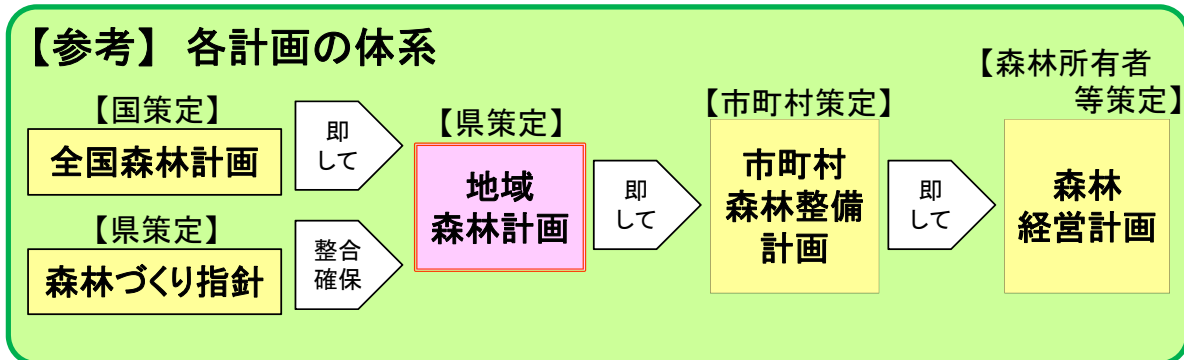 【参考】 各計画の体系
【国策定】
全国森林計画
即
して
【県策定】
森林づくり指針
整合
確保
【県策定】
地域
森林計画
即
して
【市町村策定】
市町村
森林整備
計画
即
して
【森林所有者
等策定】
森林
経営計画